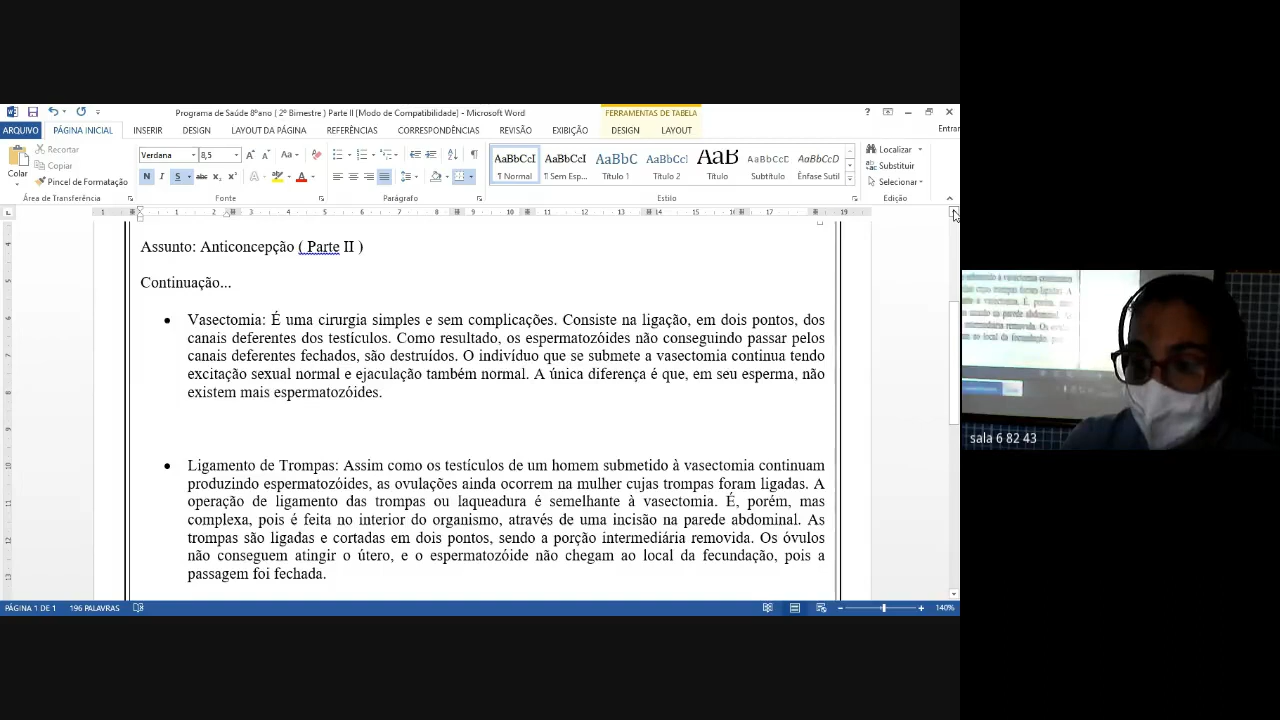 Programa de Saúde 8ºano ( 2º Bimestre ) Parte II [Modo de Compatibilidade] - Microsoft Word
FERRAMENTAS DE TABELA
ARQUIVO PÁGINA INICIAL INSERIR DESIGN LAYOUT DA PÁGINA REFERÊNCIAS CORRESPONDÊNCIAS REVISÃO EXIBIÇÃO DESIGN LAYOUT Entrar
Colar
Recortar
Copiar
Pincel de Formatação
Área de Transferência
Verdana 8,5
Fonte
Parágrafo
AaBbCcI AaBbCcI AaBbC AaBbCcI AaB AaBbCcD AaBbCcD
¶ Normal ¶ Sem Esp... Título 1 Título 2 Título Subtítulo Ênfase Sutil
Estilo
Localizar
Substituir
Selecionar
Edição
Assunto: Anticoncepção ( Parte II )
Continuação...
• Vasectomia: É uma cirurgia simples e sem complicações. Consiste na ligação, em dois pontos, dos
canais deferentes dos testículos. Como resultado, os espermatozóides não conseguindo passar pelos
canais deferentes fechados, são destruídos. O indivíduo que se submete a vasectomia continua tendo
excitação sexual normal e ejaculação também normal. A única diferença é que, em seu esperma, não
existem mais espermatozóides.
• Ligamento de Trompas: Assim como os testículos de um homem submetido à vasectomia continuam
produzindo espermatozóides, as ovulações ainda ocorrem na mulher cujas trompas foram ligadas. A
operação de ligamento das trompas ou laqueadura é semelhante à vasectomia. É, porém, mas
complexa, pois é feita no interior do organismo, através de uma incisão na parede abdominal. As
trompas são ligadas e cortadas em dois pontos, sendo a porção intermediária removida. Os óvulos
não conseguem atingir o útero, e o espermatozóide não chegam ao local da fecundação, pois a
passagem foi fechada.
PÁGINA 1 DE 1 196 PALAVRAS 140%
sala 6 82 43